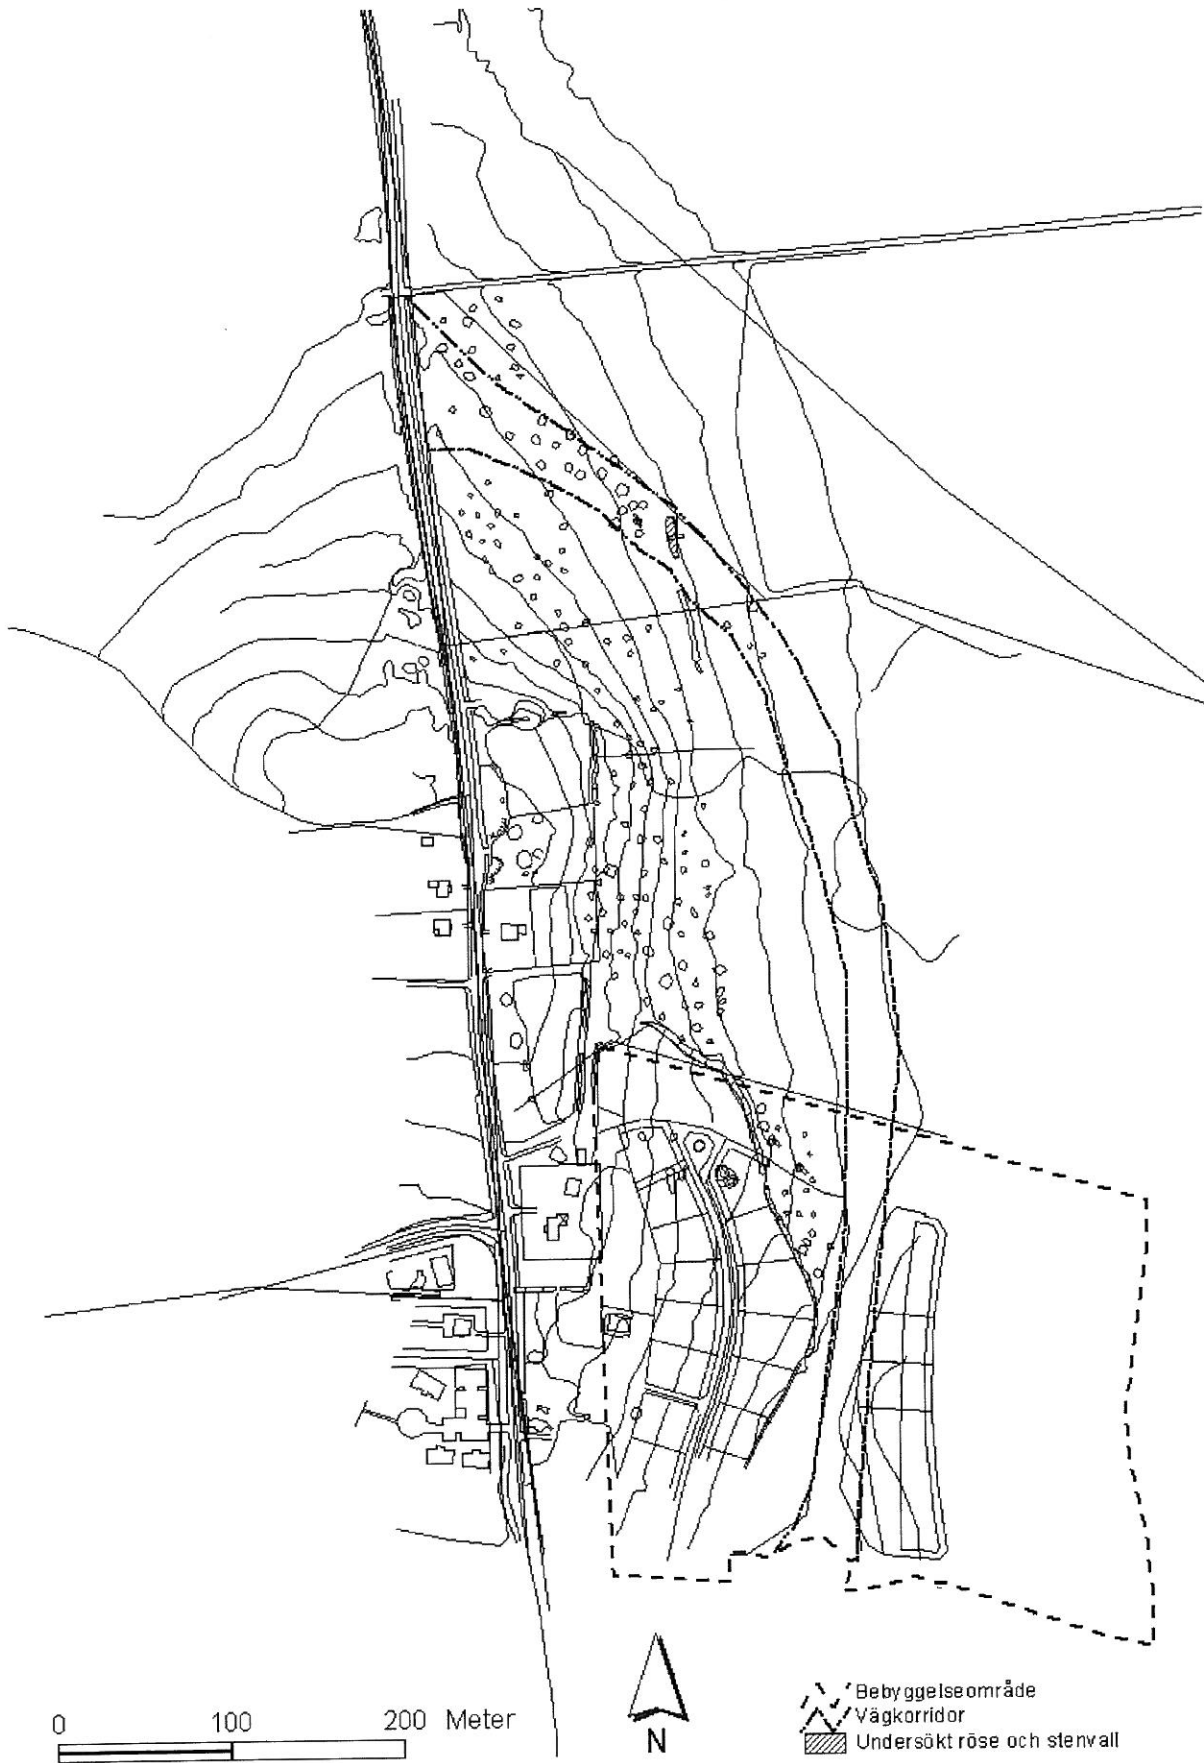 0 100 200 Meter
N
Bebyggelseområde
Vägkorridor
Undersökt röse och stenvall